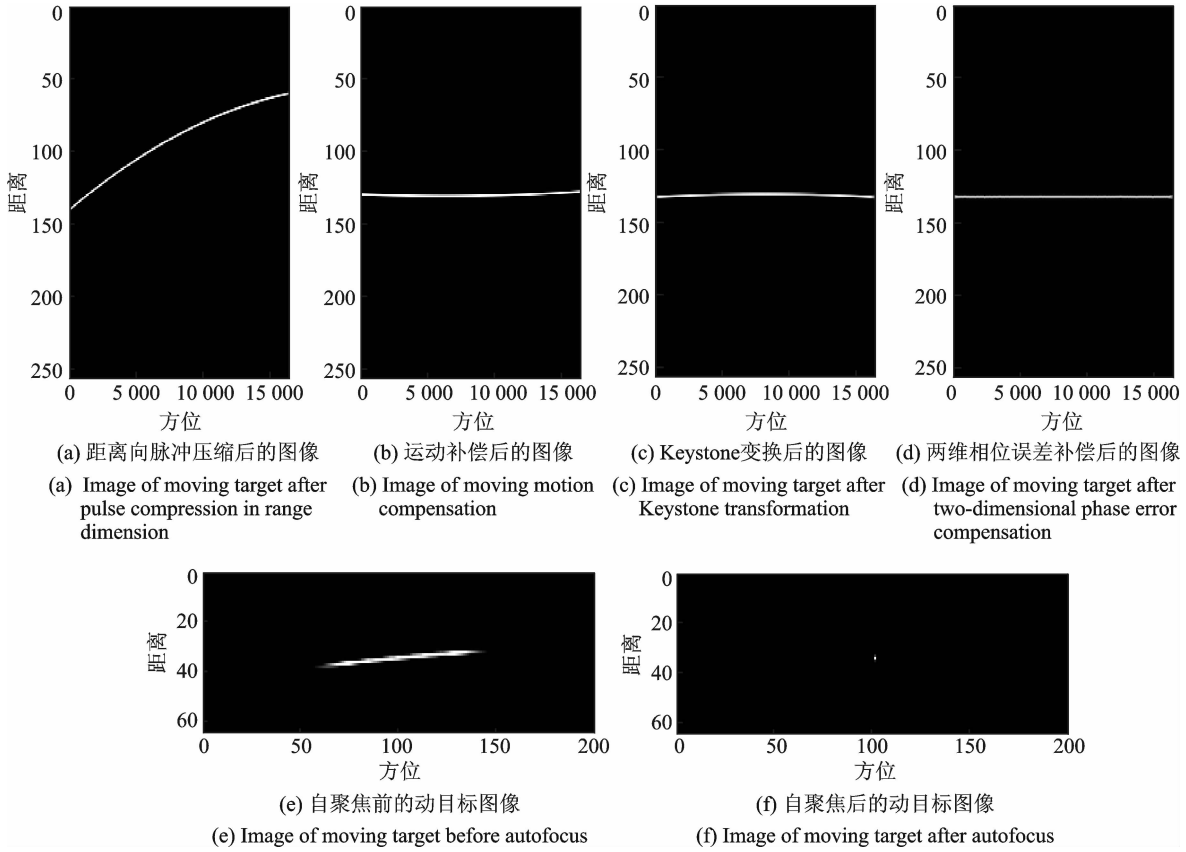 0
50
100
150
200
250
距离
0 5 000 10 000 15 000
方位
(a) 距离向脉冲压缩后的图像
(a) Image of moving target after
pulse compression in range
dimension
0
50
100
150
200
250
距离
0 5 000 10 000 15 000
方位
(b) 运动补偿后的图像
(b) Image of moving motion
compensation
0
50
100
150
200
250
距离
0 5 000 10 000 15 000
方位
(c) Keystone变换后的图像
(c) Image of moving target after
Keystone transformation
0
50
100
150
200
250
距离
0 5 000 10 000 15 000
方位
(d) 两维相位误差补偿后的图像
(d) Image of moving target after
two-dimensional phase error
compensation
0
20
40
60
距离
0 50 100 150 200
方位
(e) 自聚焦前的动目标图像
(e) Image of moving target before autofocus
0
20
40
60
距离
0 50 100 150 200
方位
(f) 自聚焦后的动目标图像
(f) Image of moving target after autofocus